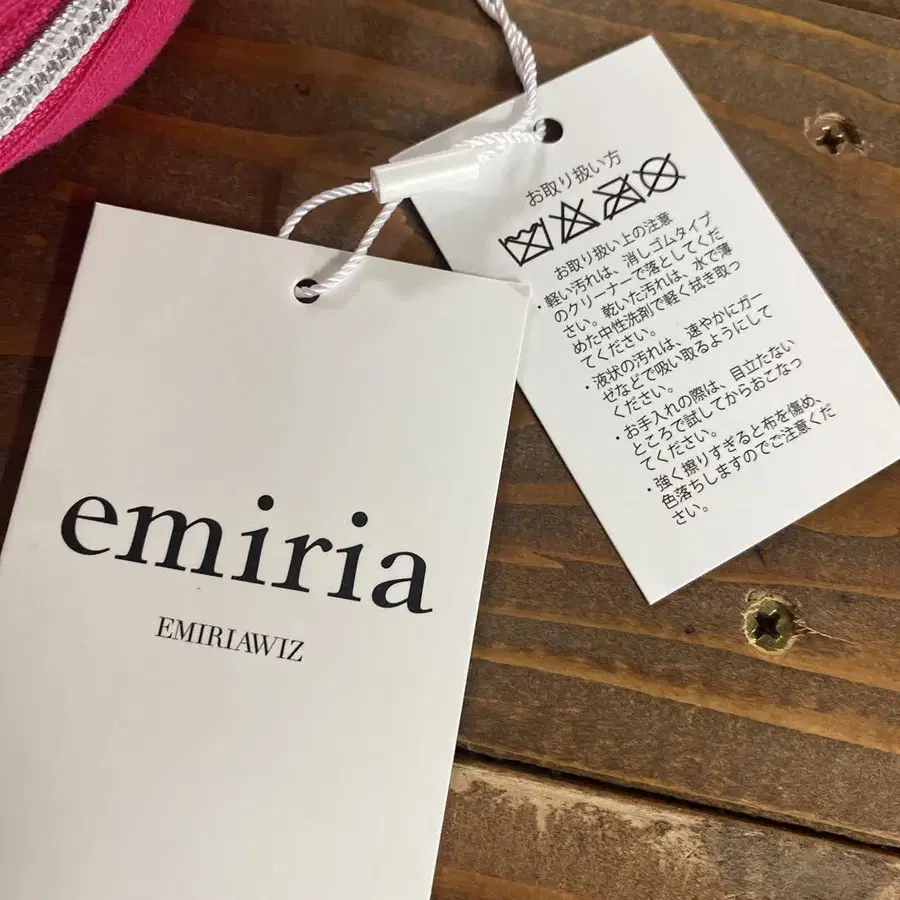 emiria
EMIRIAWIZ
お取り扱い方
お取り扱い上の注意
・軽い汚れは、消しゴムタイプ
のクリーナーで落としてくだ
さい。乾いた汚れは、水で薄
めた中性洗剤で軽く拭き取っ
てください。
・液状の汚れは、速やかにガー
ゼなどで吸い取るようにして
ください。
・お手入れの際は、目立たない
ところで試してからおこなっ
てください。
・強く擦りすぎると布を傷め、
色落ちしますのでご注意くだ
さい。